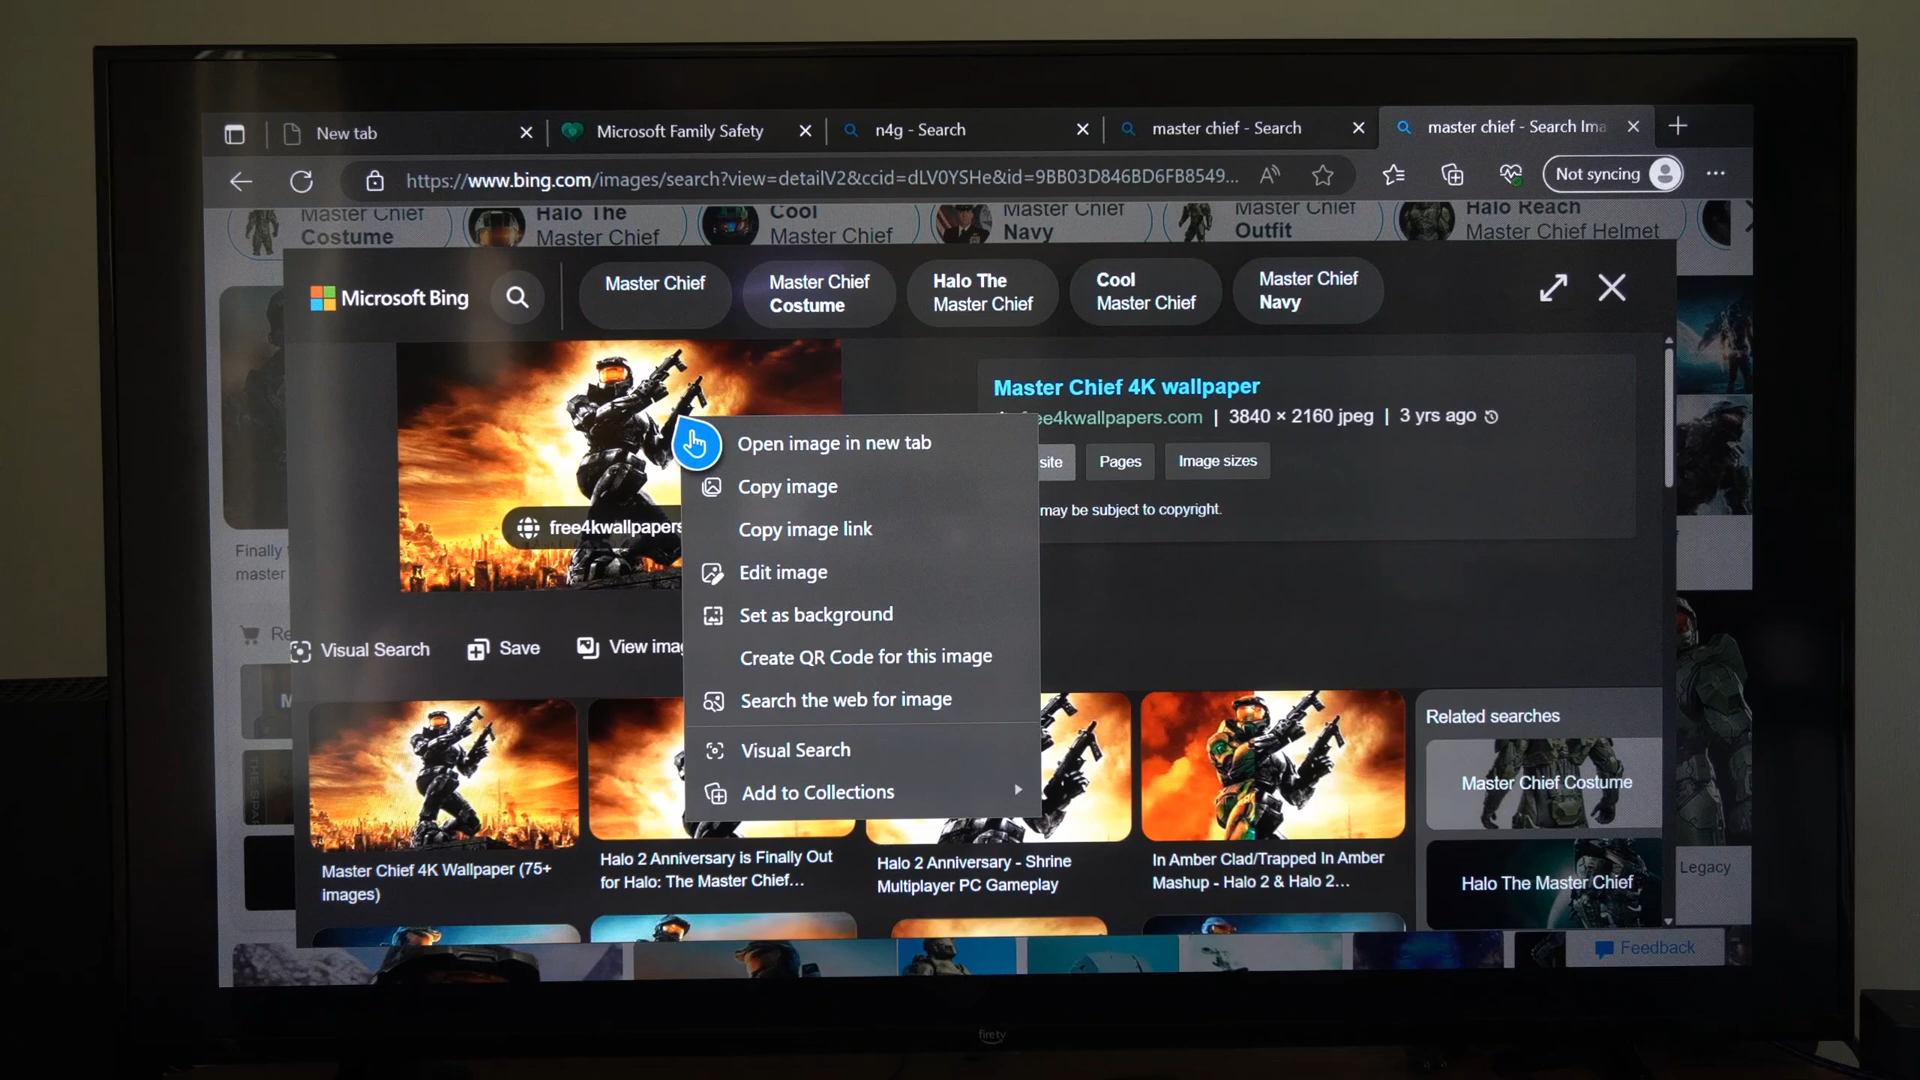 New tab
Microsoft Family Safety
n4g - Search
master chief - Search
master chief - Search Ima
https://www.bing.com/images/search?view=detailV2&ccid=dLV0YSHe&id=9BB03D846BD6FB8549...
Not syncing
Master Chief
Costume
Halo The
Master Chief
Cool
Master Chief
Master Chief
Navy
Master Chief
Outfit
Halo Reach
Master Chief Helmet
Microsoft Bing
Master Chief
Master Chief
Costume
Halo The
Master Chief
Cool
Master Chief
Master Chief
Navy
Master Chief 4K wallpaper
ee4kwallpapers.com | 3840 × 2160 jpeg | 3 yrs ago
site
Pages
Image sizes
may be subject to copyright.
free4kwallpapers
Open image in new tab
Copy image
Copy image link
Edit image
Set as background
Create QR Code for this image
Search the web for image
Visual Search
Add to Collections
Finally
master
Re
Visual Search
Save
View imag
M
THE SPA
Master Chief 4K Wallpaper (75+
images)
Halo 2 Anniversary is Finally Out
for Halo: The Master Chief...
Halo 2 Anniversary - Shrine
Multiplayer PC Gameplay
In Amber Clad/Trapped In Amber
Mashup - Halo 2 & Halo 2...
Related searches
Master Chief Costume
Halo The Master Chief
Legacy
Feedback
firetv